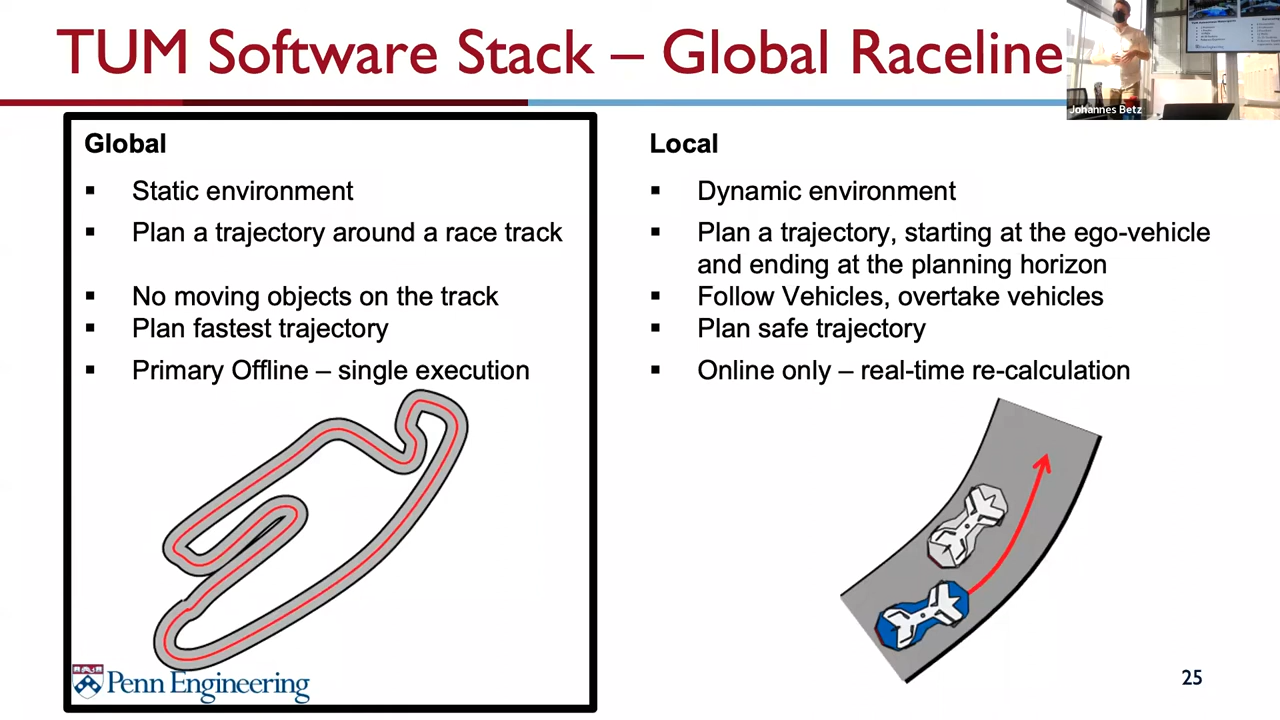 TUM Software Stack – Global Raceline
Johannes Betz
Global
▪ Static environment
▪ Plan a trajectory around a race track
▪ No moving objects on the track
▪ Plan fastest trajectory
▪ Primary Offline – single execution
Local
▪ Dynamic environment
▪ Plan a trajectory, starting at the ego-vehicle
and ending at the planning horizon
▪ Follow Vehicles, overtake vehicles
▪ Plan safe trajectory
▪ Online only – real-time re-calculation
Penn Engineering
25